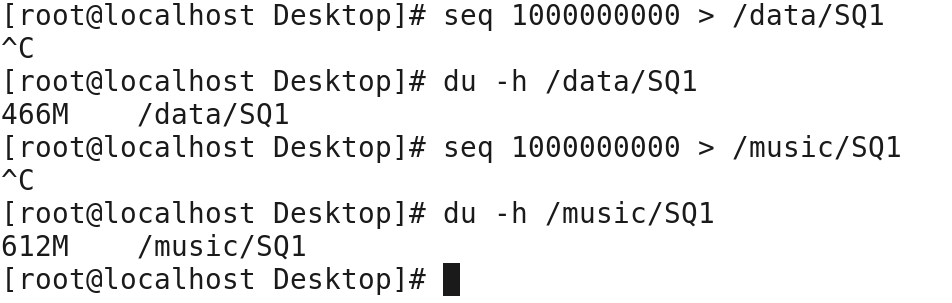 [root@localhost Desktop]# seq 1000000000 > /data/SQ1
^C
[root@localhost Desktop]# du -h /data/SQ1
466M    /data/SQ1
[root@localhost Desktop]# seq 1000000000 > /music/SQ1
^C
[root@localhost Desktop]# du -h /music/SQ1
612M    /music/SQ1
[root@localhost Desktop]#